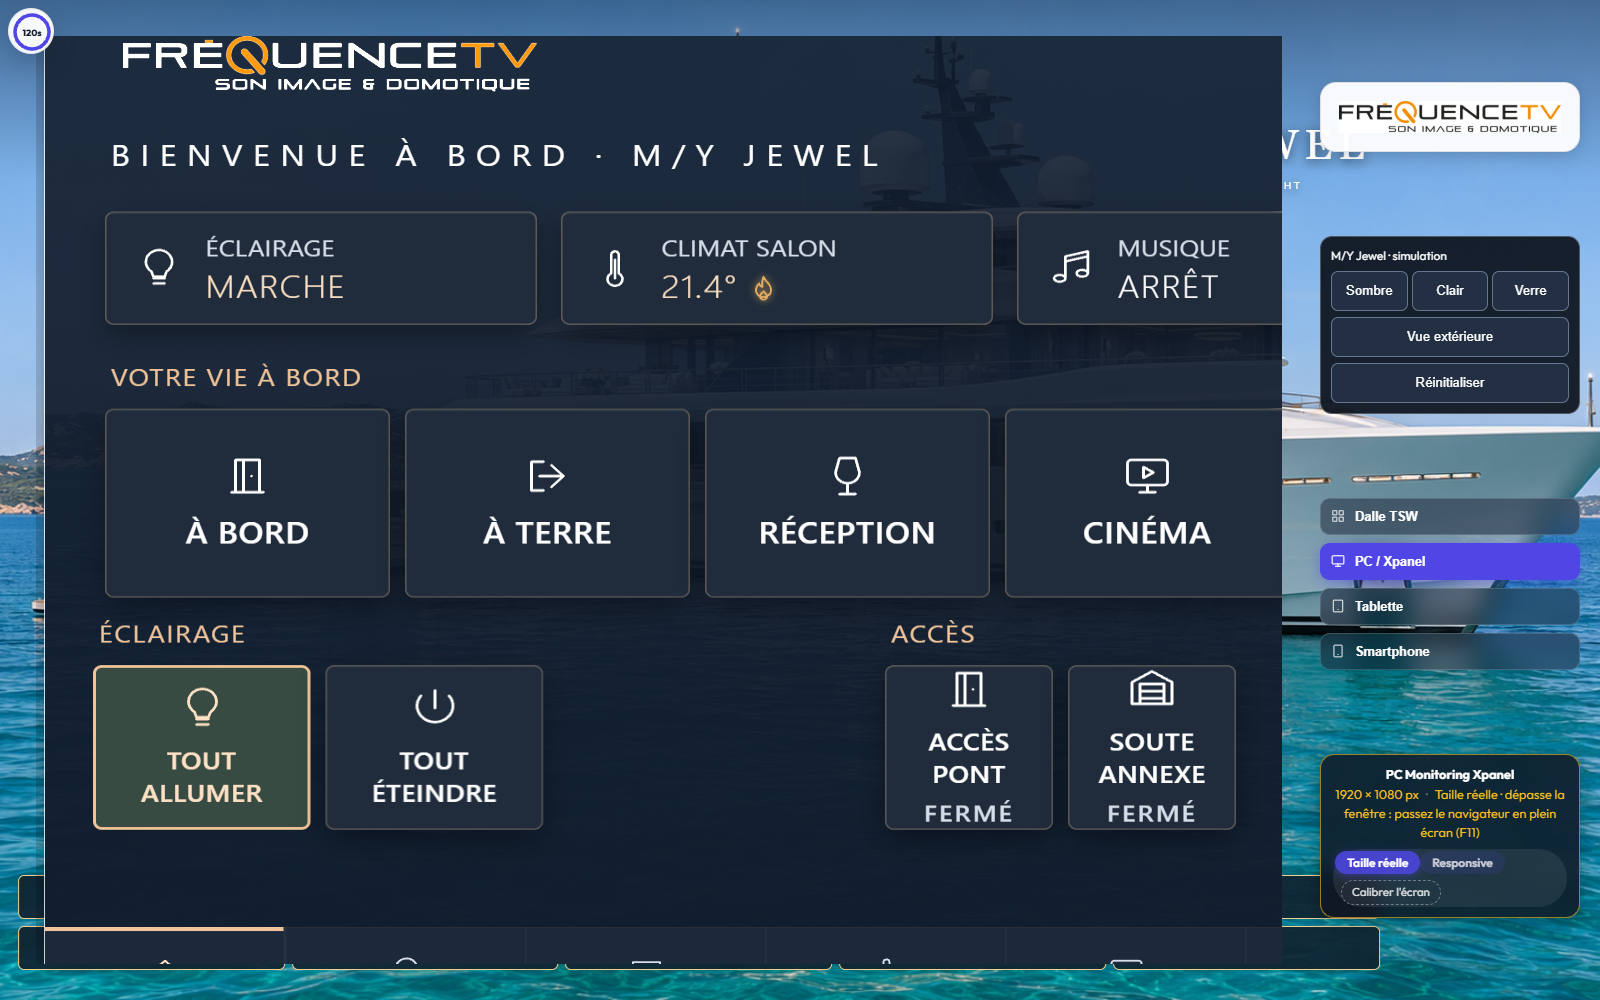 120s
FRÉQUENCETV
SON IMAGE & DOMOTIQUE
BIENVENUE À BORD · M/Y JEWEL
ÉCLAIRAGE
MARCHE
CLIMAT SALON
21.4°
MUSIQUE
ARRÊT
VOTRE VIE À BORD
À BORD
À TERRE
RÉCEPTION
CINÉMA
ÉCLAIRAGE
ACCÈS
TOUT
ALLUMER
TOUT
ÉTEINDRE
ACCÈS
PONT
FERMÉ
SOUTE
ANNEXE
FERMÉ
FRÉQUENCETV
SON IMAGE & DOMOTIQUE
M/Y Jewel · simulation
Sombre
Clair
Verre
Vue extérieure
Réinitialiser
Dalle TSW
PC / Xpanel
Tablette
Smartphone
PC Monitoring Xpanel
1920 × 1080 px · Taille réelle · dépasse la
fenêtre : passez le navigateur en plein
écran (F11)
Taille réelle
Responsive
Calibrer l'écran